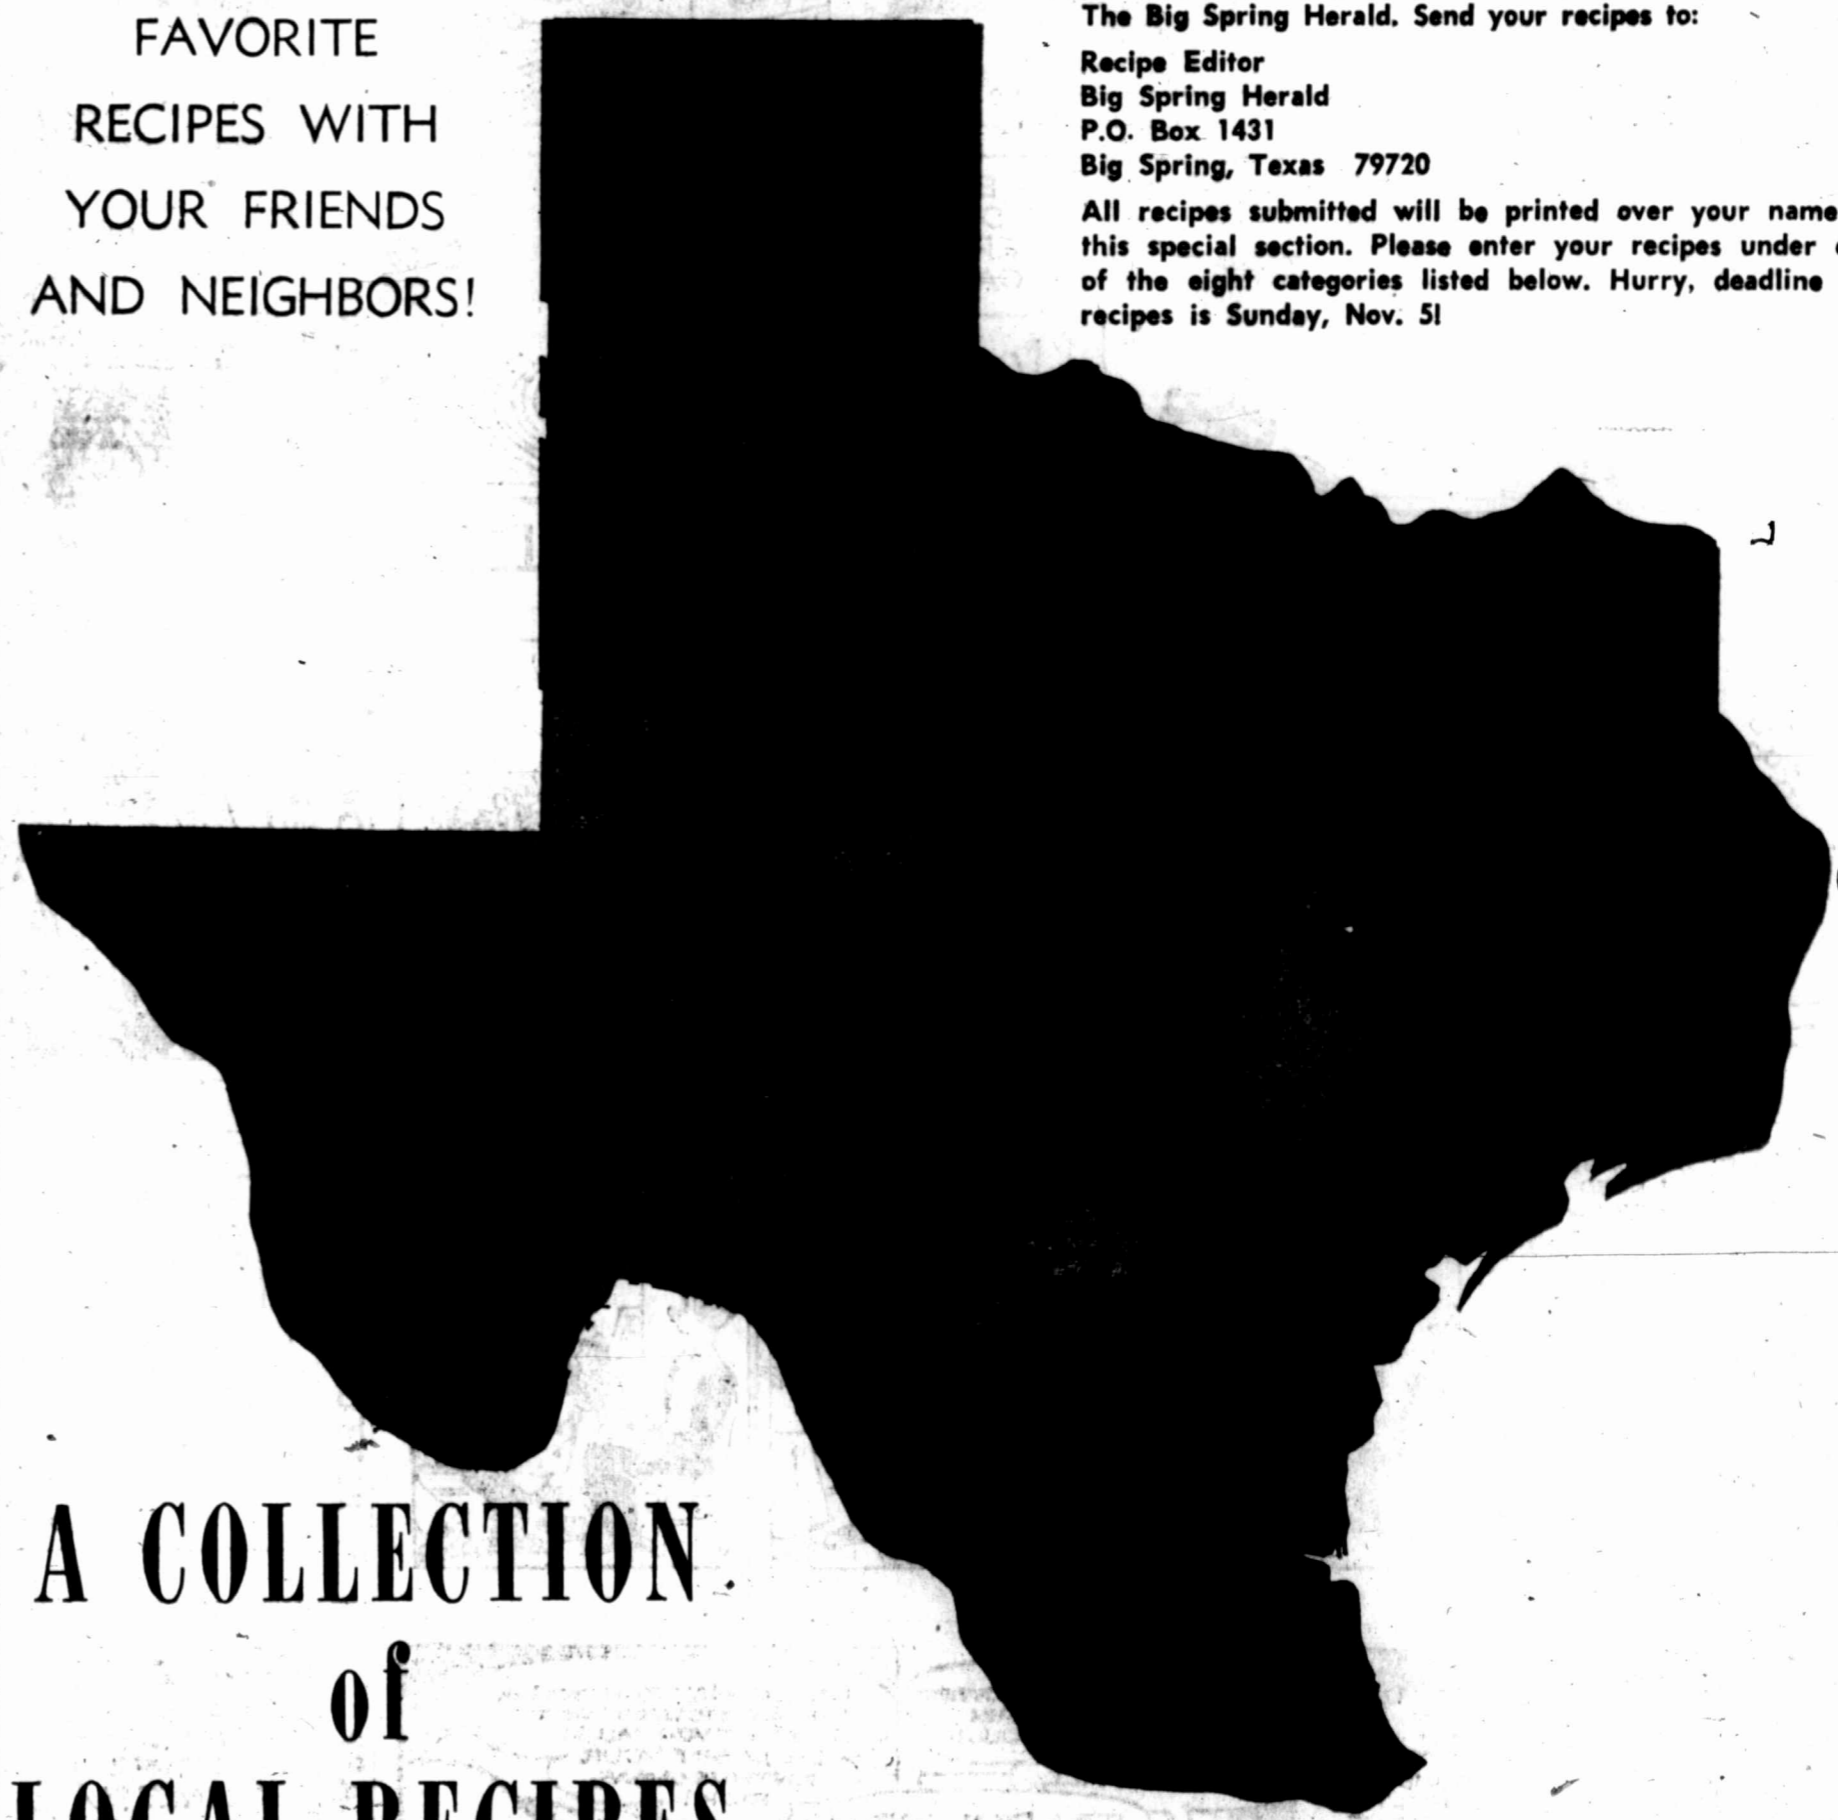 FAVORITE
RECIPES WITH
YOUR FRIENDS
AND NEIGHBORS!
The Big Spring Herald. Send your recipes to:
Recipe Editor
Big Spring Herald
P.O. Box 1431
Big Spring, Texas 79720
All recipes submitted will be printed over your name
this special section. Please enter your recipes under
of the eight categories listed below. Hurry, deadline
recipes is Sunday, Nov. 5!
A COLLECTION
of
LOCAL RECIPES